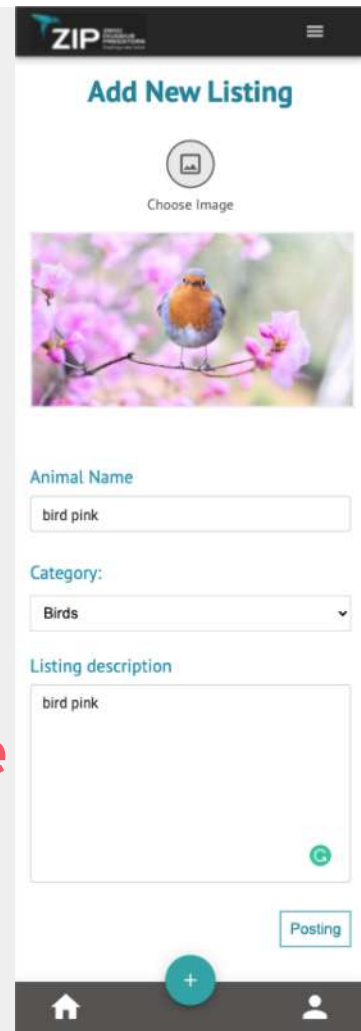 ZIP
Add New Listing
Choose Image
Animal Name
bird pink
Category:
Birds
Listing description
bird pink
e
G
Posting
+